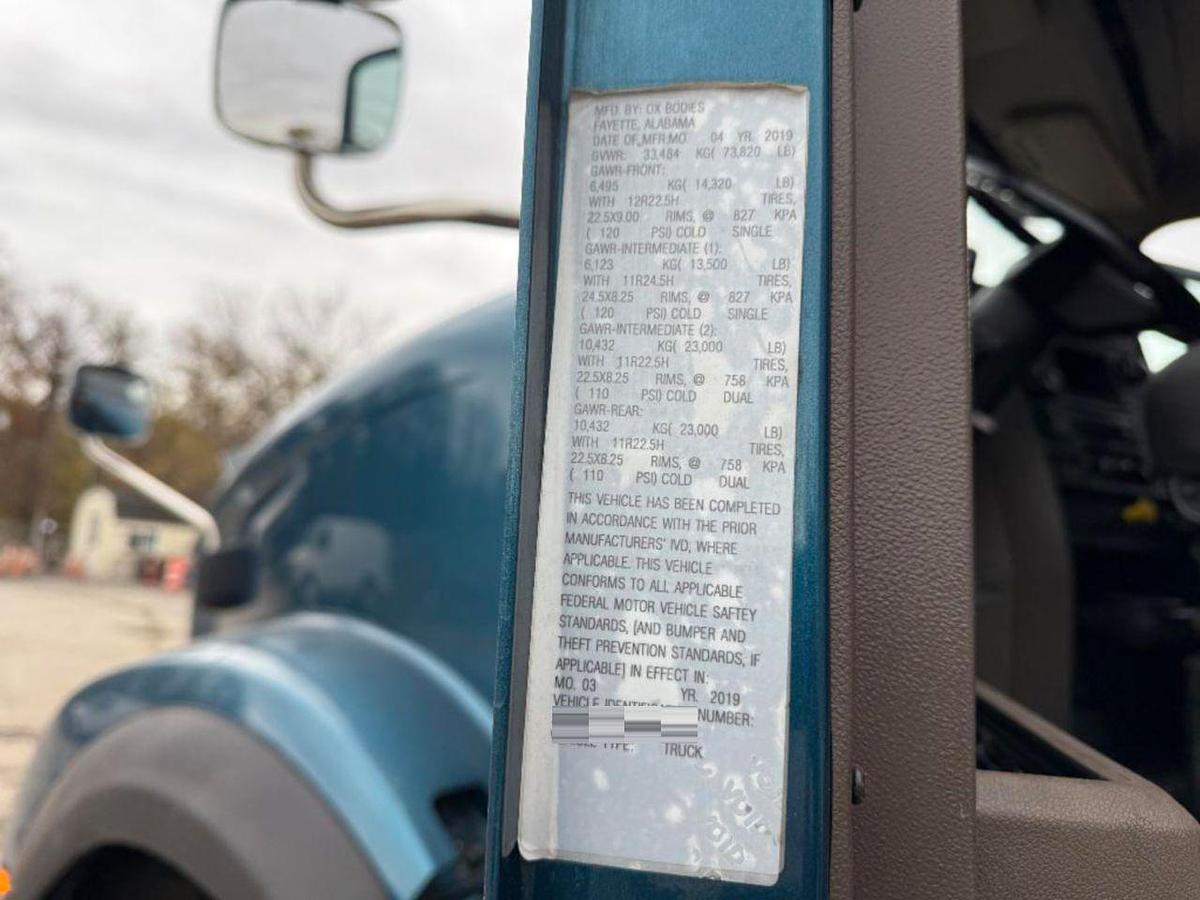 MFD. BY: OX BODIES
FAYETTE, ALABAMA
DATE OF MFR:MO. 04 YR. 2019
GVWR: 33,484 KG( 73,820 LB)
GAWR-FRONT:
6,495 KG( 14,320 LB)
WITH 12R22.5H TIRES,
22.5X9.00 RIMS, @ 827 KPA
( 120 PSI) COLD SINGLE
GAWR-INTERMEDIATE (1):
6,123 KG( 13,500 LB)
WITH 11R24.5H TIRES,
24.5X8.25 RIMS, @ 827 KPA
( 120 PSI) COLD SINGLE
GAWR-INTERMEDIATE (2):
10,432 KG( 23,000 LB)
WITH 11R22.5H TIRES,
22.5X8.25 RIMS, @ 758 KPA
( 110 PSI) COLD DUAL
GAWR-REAR:
10,432 KG( 23,000 LB)
WITH 11R22.5H TIRES,
22.5X8.25 RIMS, @ 758 KPA
( 110 PSI) COLD DUAL
THIS VEHICLE HAS BEEN COMPLETED
IN ACCORDANCE WITH THE PRIOR
MANUFACTURERS' IVD, WHERE
APPLICABLE. THIS VEHICLE
CONFORMS TO ALL APPLICABLE
FEDERAL MOTOR VEHICLE SAFTEY
STANDARDS, [AND BUMPER AND
THEFT PREVENTION STANDARDS, IF
APPLICABLE] IN EFFECT IN:
MO. 03 YR. 2019
VEHICLE NUMBER:
TYPE: TRUCK
VOID
VOID